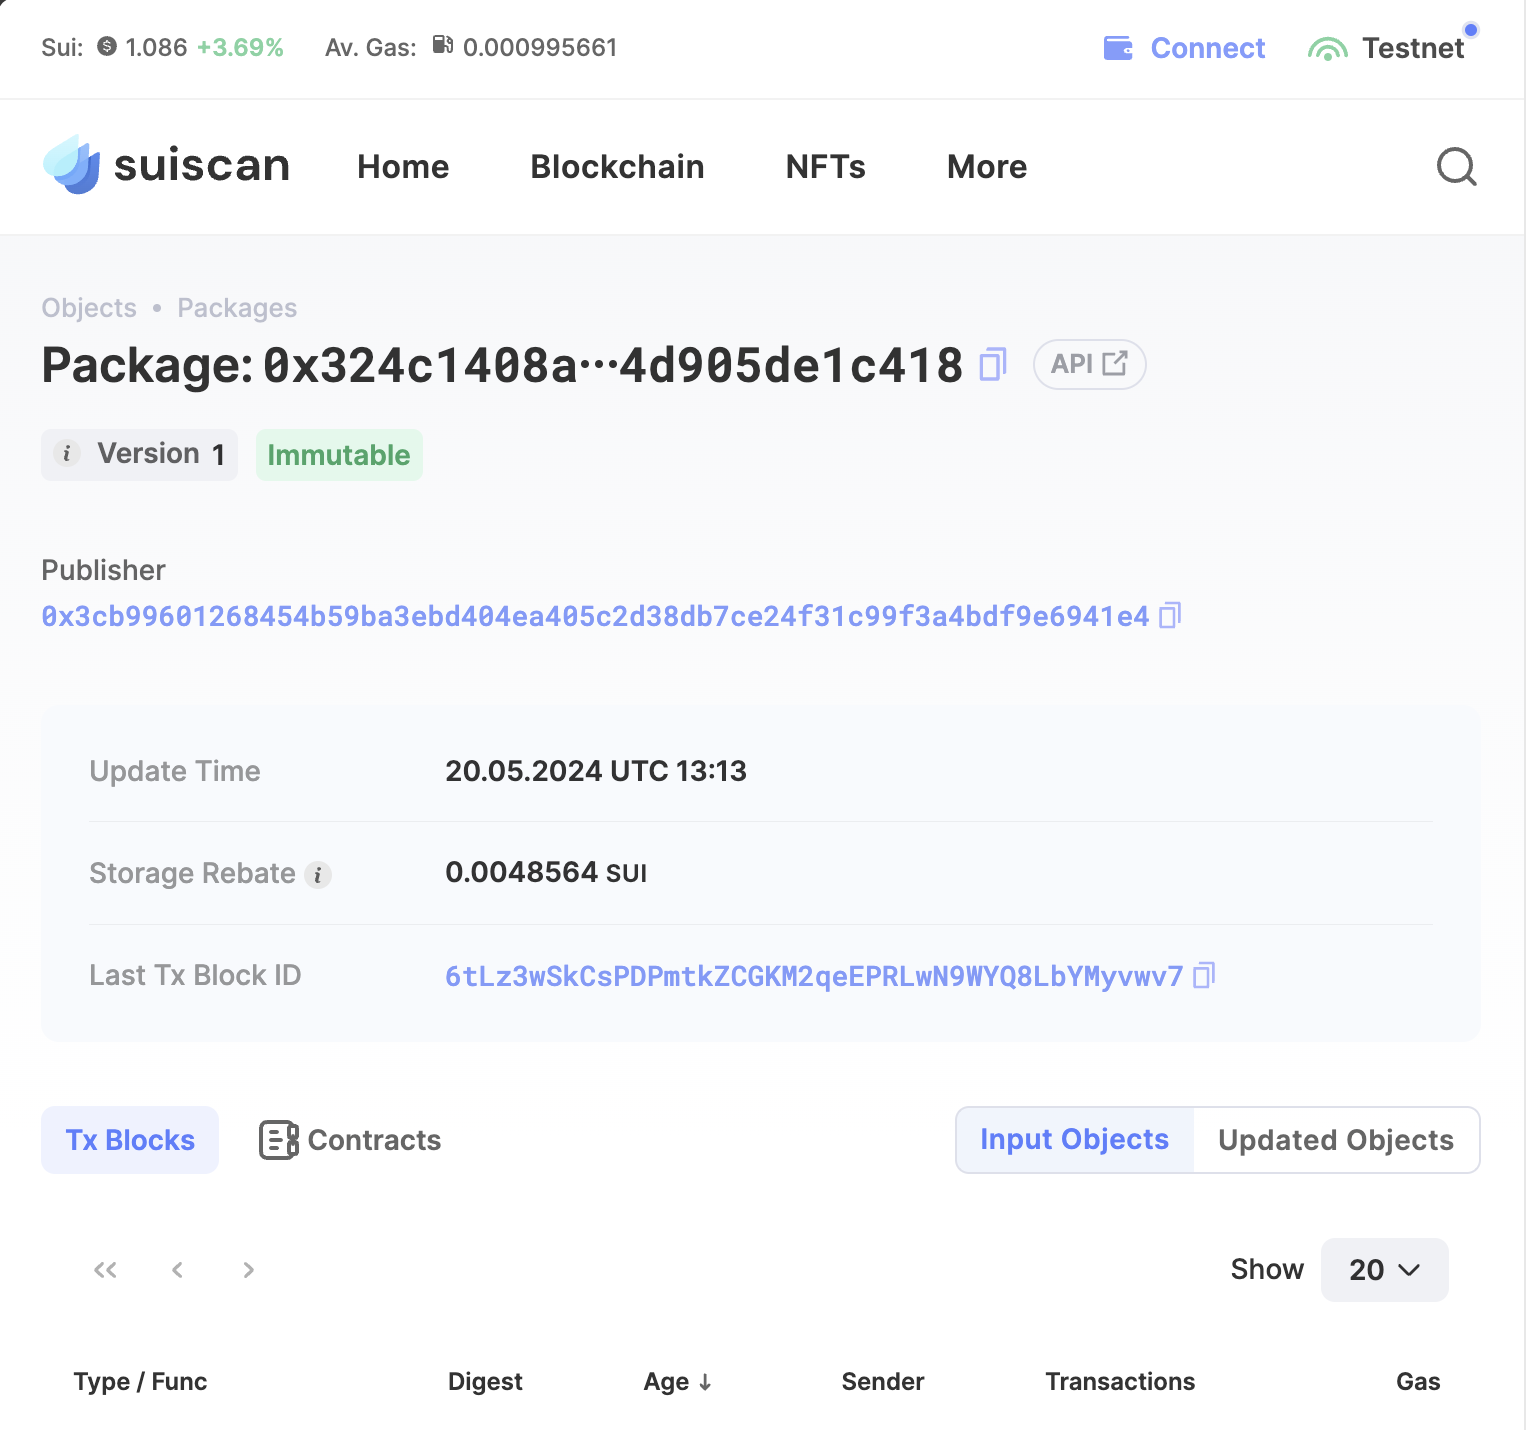 Sui: 1.086 +3.69% Av. Gas: 0.000995661 Connect Testnet
suiscan Home Blockchain NFTs More
Objects • Packages
Package: 0x324c1408a···4d905de1c418 API
i Version 1 Immutable
Publisher
0x3cb99601268454b59ba3ebd404ea405c2d38db7ce24f31c99f3a4bdf9e6941e4
Update Time 20.05.2024 UTC 13:13
Storage Rebate i 0.0048564 SUI
Last Tx Block ID 6tLz3wSkCsPDPmtkZCGKM2qeEPRLwN9WYQ8LbYMyvwv7
Tx Blocks Contracts Input Objects Updated Objects
Show 20
Type / Func Digest Age ↓ Sender Transactions Gas